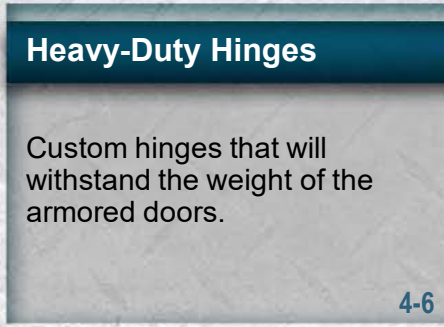 Heavy-Duty Hinges
Custom hinges that will
withstand the weight of the
armored doors.
4-6